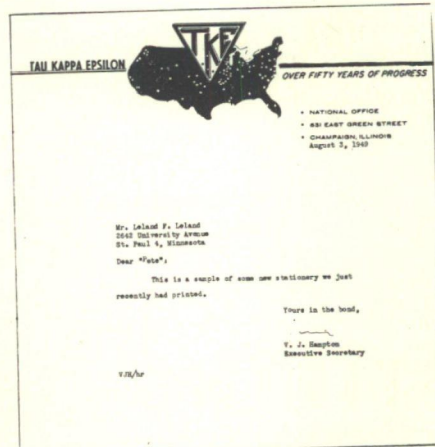 TKE
TAU KAPPA EPSILON
OVER FIFTY YEARS OF PROGRESS
• NATIONAL OFFICE
• 831 EAST GREEN STREET
• CHAMPAIGN, ILLINOIS
August 2, 1949
Mr. Leland F. Leland
2642 University Avenue
St. Paul 4, Minnesota
Dear "Pete":
This is a sample of some new stationery we just
recently had printed.
Yours in the bond,
V. J. Hampton
Executive Secretary
VJH/hr